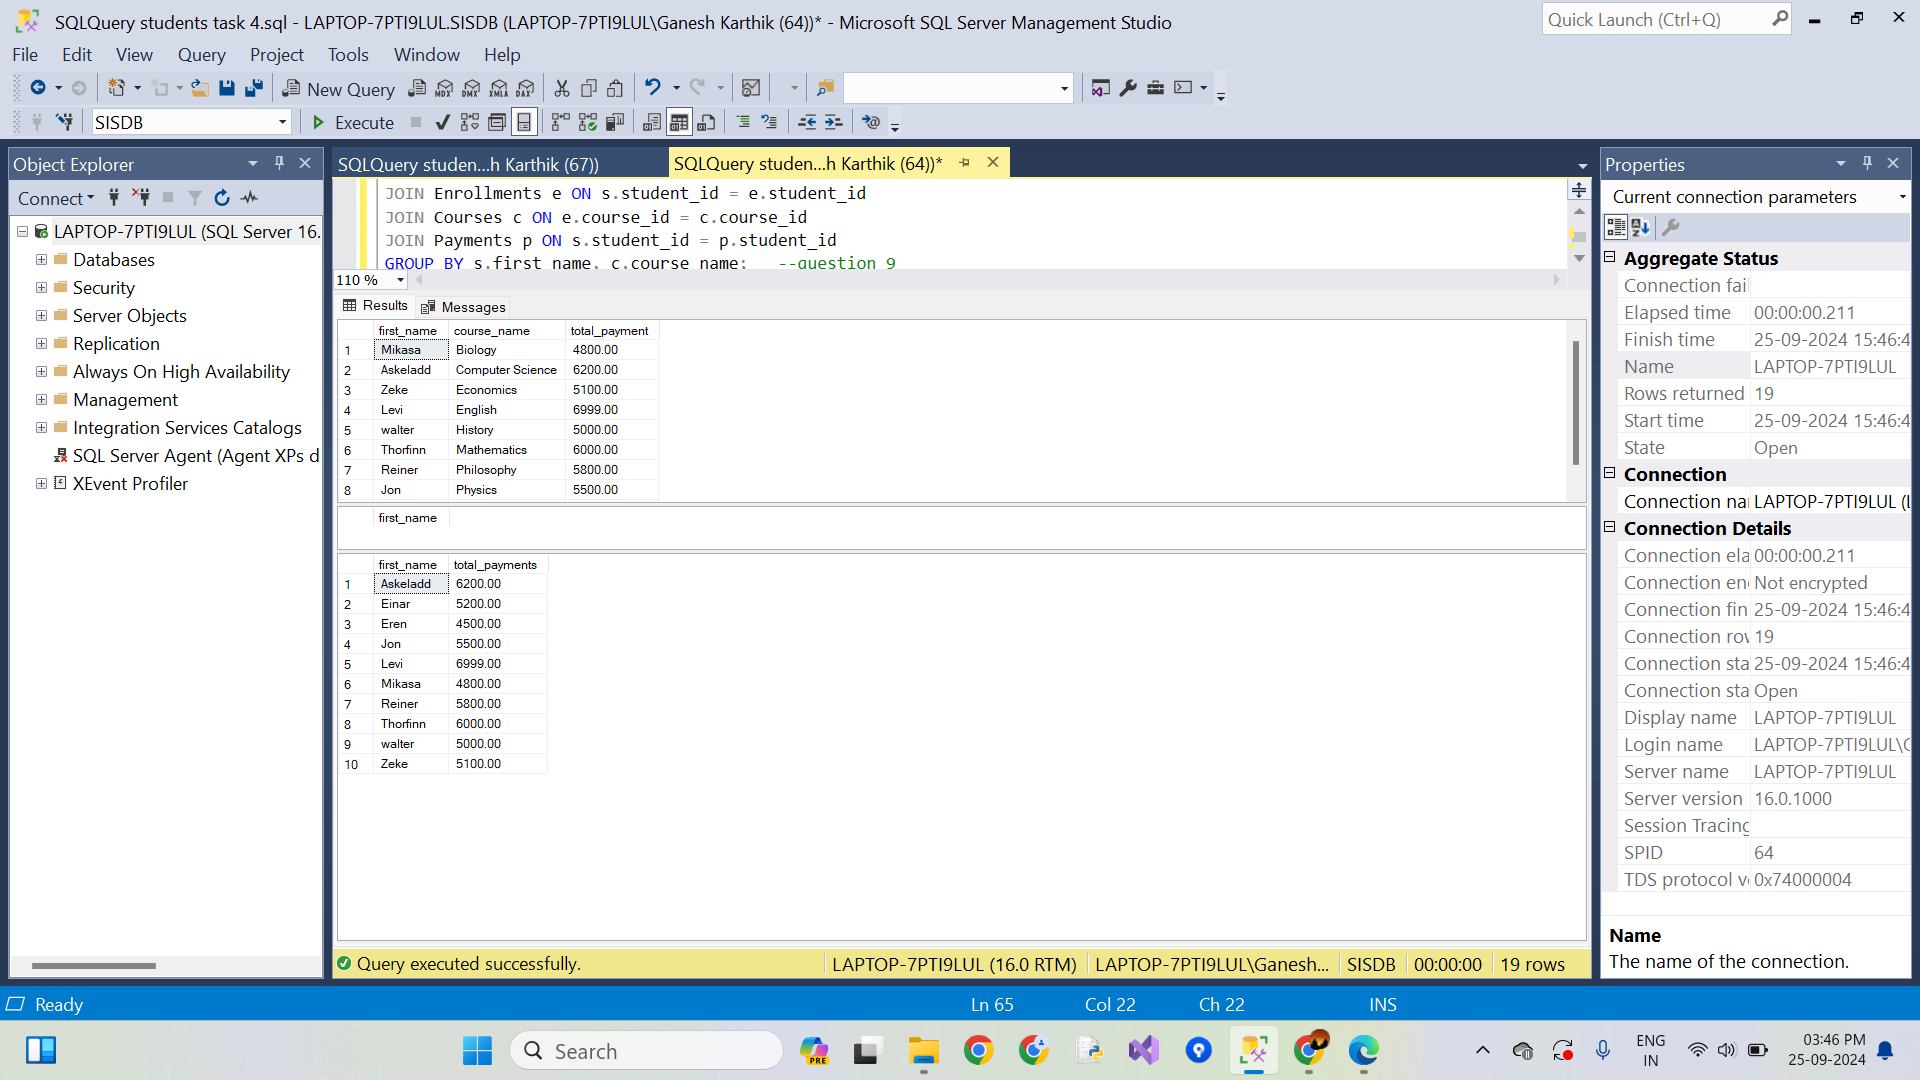 SQLQuery students task 4.sql - LAPTOP-7PTI9LUL.SISDB (LAPTOP-7PTI9LUL\Ganesh Karthik (64))* - Microsoft SQL Server Management Studio
Quick Launch (Ctrl+Q)
File Edit View Query Project Tools Window Help
New Query
MDX DMX XMLA DAX
SISDB
Execute
Object Explorer
Connect
LAPTOP-7PTI9LUL (SQL Server 16.
Databases
Security
Server Objects
Replication
Always On High Availability
Management
Integration Services Catalogs
SQL Server Agent (Agent XPs d
XEvent Profiler
SQLQuery studen...h Karthik (67))
SQLQuery studen...h Karthik (64))*
JOIN Enrollments e ON s.student_id = e.student_id
JOIN Courses c ON e.course_id = c.course_id
JOIN Payments p ON s.student_id = p.student_id
GROUP BY s.first_name, c.course_name; --question 9
110 %
Results Messages
first_name course_name total_payment
1 Mikasa Biology 4800.00
2 Askeladd Computer Science 6200.00
3 Zeke Economics 5100.00
4 Levi English 6999.00
5 walter History 5000.00
6 Thorfinn Mathematics 6000.00
7 Reiner Philosophy 5800.00
8 Jon Physics 5500.00
first_name
first_name total_payments
1 Askeladd 6200.00
2 Einar 5200.00
3 Eren 4500.00
4 Jon 5500.00
5 Levi 6999.00
6 Mikasa 4800.00
7 Reiner 5800.00
8 Thorfinn 6000.00
9 walter 5000.00
10 Zeke 5100.00
Query executed successfully.
LAPTOP-7PTI9LUL (16.0 RTM) LAPTOP-7PTI9LUL\Ganesh... SISDB 00:00:00 19 rows
Properties
Current connection parameters
Aggregate Status
Connection fail
Elapsed time 00:00:00.211
Finish time 25-09-2024 15:46:4
Name LAPTOP-7PTI9LUL
Rows returned 19
Start time 25-09-2024 15:46:4
State Open
Connection
Connection nar LAPTOP-7PTI9LUL (L
Connection Details
Connection ela 00:00:00.211
Connection en Not encrypted
Connection fin 25-09-2024 15:46:4
Connection rov 19
Connection sta 25-09-2024 15:46:4
Connection sta Open
Display name LAPTOP-7PTI9LUL
Login name LAPTOP-7PTI9LUL\G
Server name LAPTOP-7PTI9LUL
Server version 16.0.1000
Session Tracing
SPID 64
TDS protocol ve 0x74000004
Name
The name of the connection.
Ready
Ln 65 Col 22 Ch 22 INS
Search
PRE
ENG
IN
03:46 PM
25-09-2024